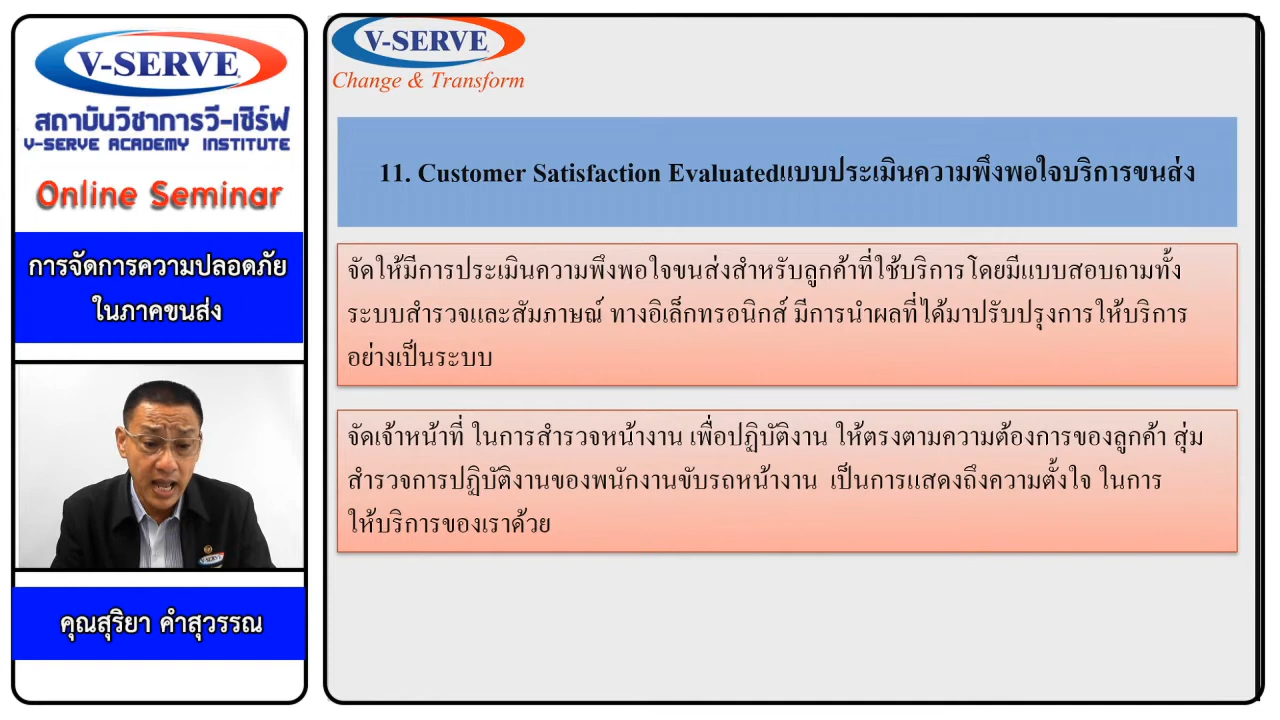 V-SERVE
สถาบันวิชาการวี-เซิร์ฟ
V-SERVE ACADEMY INSTITUTE
Online Seminar
การจัดการความปลอดภัย
ในภาคขนส่ง
V-SERVE
คุณสุริยา คำสุวรรณ
V-SERVE
Change & Transform
11. Customer Satisfaction Evaluatedแบบประเมินความพึงพอใจบริการขนส่ง
จัดให้มีการประเมินความพึงพอใจขนส่งสำหรับลูกค้าที่ใช้บริการโดยมีแบบสอบถามทั้ง
ระบบสำรวจและสัมภาษณ์ ทางอิเล็กทรอนิกส์ มีการนำผลที่ได้มาปรับปรุงการให้บริการ
อย่างเป็นระบบ
จัดเจ้าหน้าที่ ในการสำรวจหน้างาน เพื่อปฏิบัติงาน ให้ตรงตามความต้องการของลูกค้า สุ่ม
สำรวจการปฏิบัติงานของพนักงานขับรถหน้างาน เป็นการแสดงถึงความตั้งใจ ในการ
ให้บริการของเราด้วย